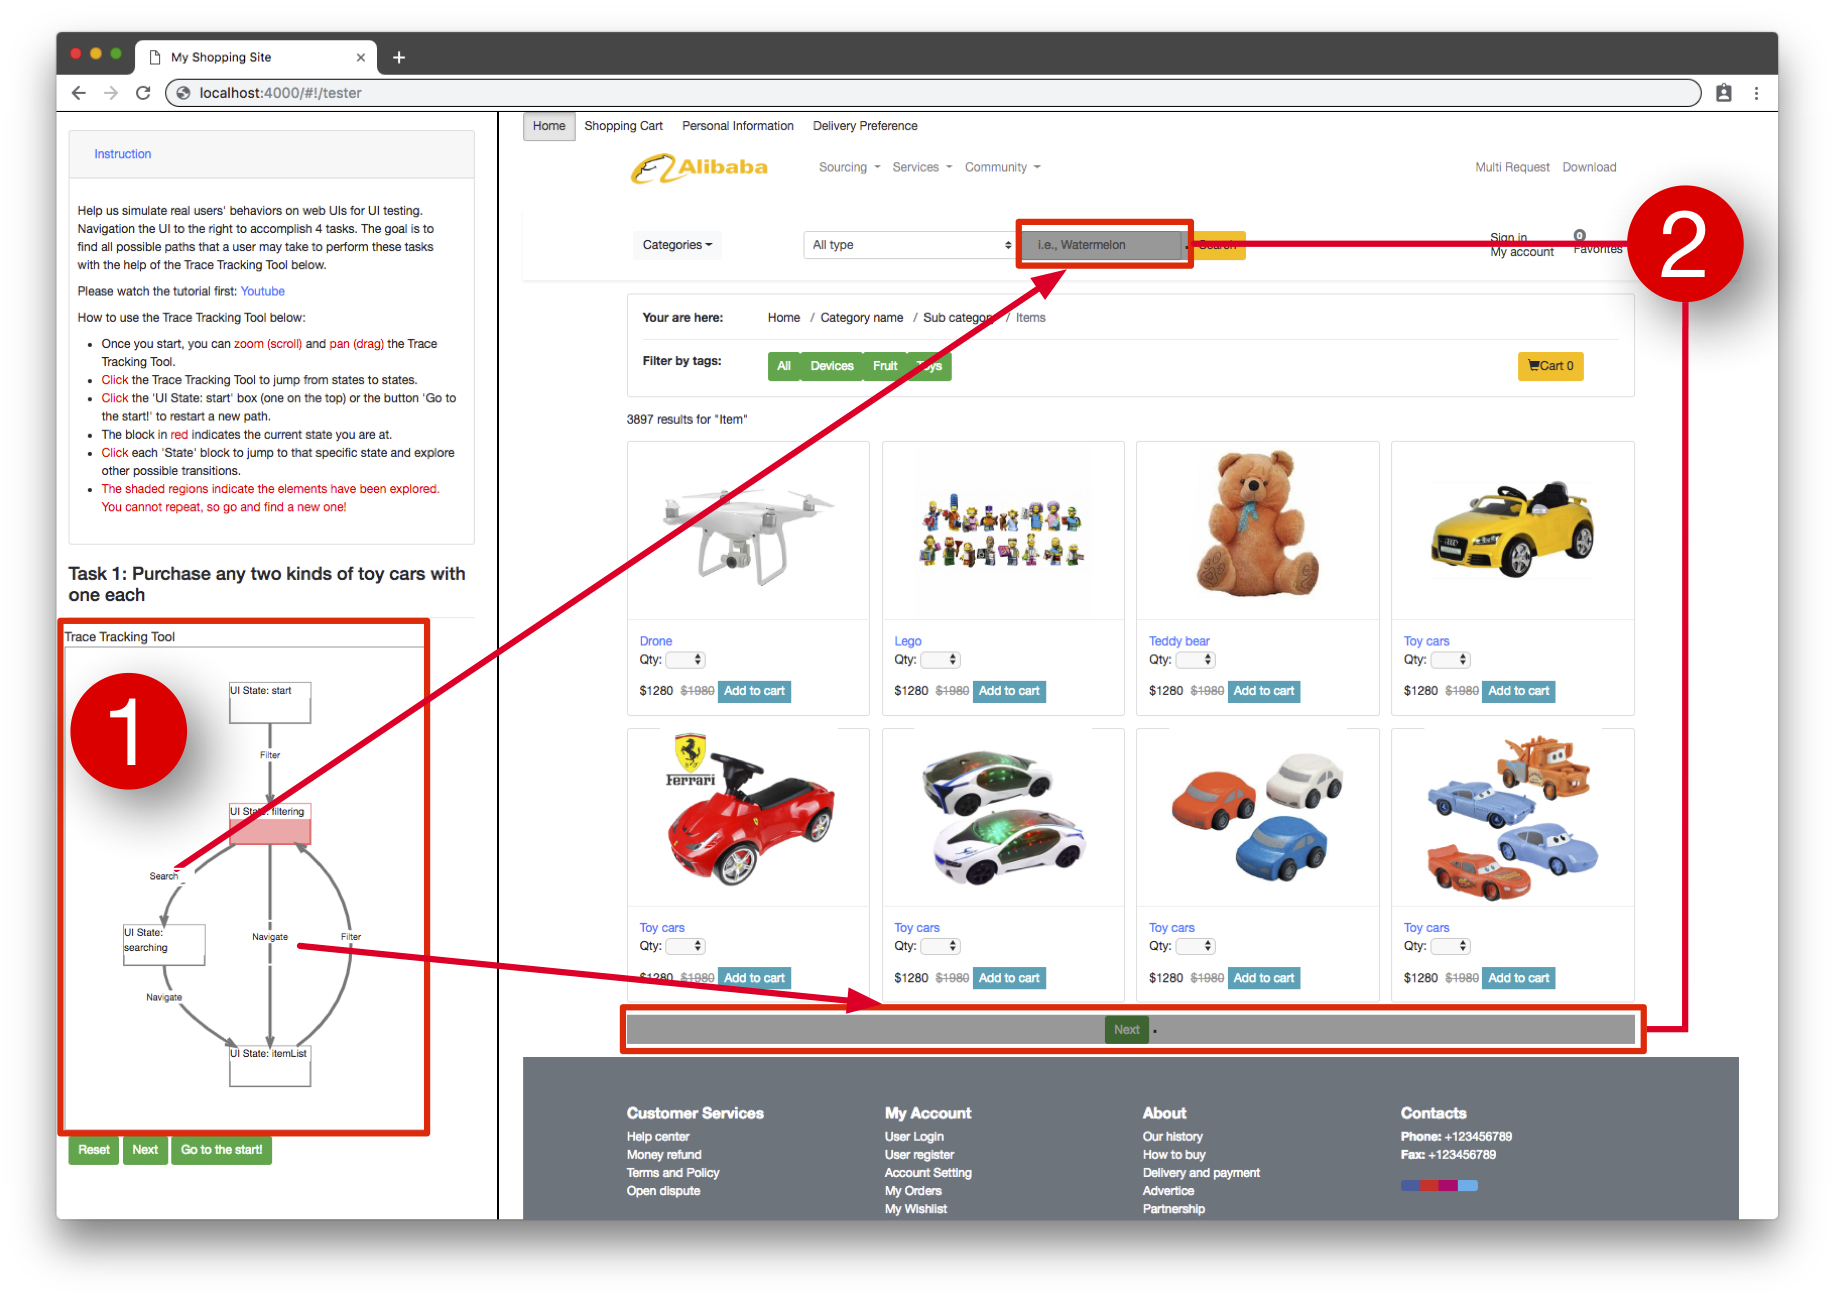 My Shopping Site
localhost:4000/#!/tester
Instruction
Help us simulate real users' behaviors on web UIs for UI testing.
Navigation the UI to the right to accomplish 4 tasks. The goal is to
find all possible paths that a user may take to perform these tasks
with the help of the Trace Tracking Tool below.
Please watch the tutorial first: Youtube
How to use the Trace Tracking Tool below:
Once you start, you can zoom (scroll) and pan (drag) the Trace
Tracking Tool.
Click the Trace Tracking Tool to jump from states to states.
Click the 'UI State: start' box (one on the top) or the button 'Go to
the start!' to restart a new path.
The block in red indicates the current state you are at.
Click each 'State' block to jump to that specific state and explore
other possible transitions.
The shaded regions indicate the elements have been explored.
You cannot repeat, so go and find a new one!
Task 1: Purchase any two kinds of toy cars with
one each
Trace Tracking Tool
1
UI State: start
Filter
UI State: filtering
Search
UI State:
searching
Navigate
Filter
Navigate
UI State: itemList
Reset Next Go to the start!
Home Shopping Cart Personal Information Delivery Preference
Alibaba Sourcing Services Community Multi Request Download
2
Categories All type i.e., Watermelon Search
Sign in 0
My account Favorites
Your are here: Home / Category name / Sub category / Items
Filter by tags: All Devices Fruit Toys Cart 0
3897 results for "Item"
Drone Lego Teddy bear Toy cars
Qty: Qty: Qty: Qty:
$1280 $1980 Add to cart $1280 $1980 Add to cart $1280 $1980 Add to cart $1280 $1980 Add to cart
Ferrari
Toy cars Toy cars Toy cars Toy cars
Qty: Qty: Qty: Qty:
$1280 $1980 Add to cart $1280 $1980 Add to cart $1280 $1980 Add to cart $1280 $1980 Add to cart
Next
Customer Services
Help center
Money refund
Terms and Policy
Open dispute
My Account
User Login
User register
Account Setting
My Orders
My Wishlist
About
Our history
How to buy
Delivery and payment
Advertice
Partnership
Contacts
Phone: +123456789
Fax: +123456789